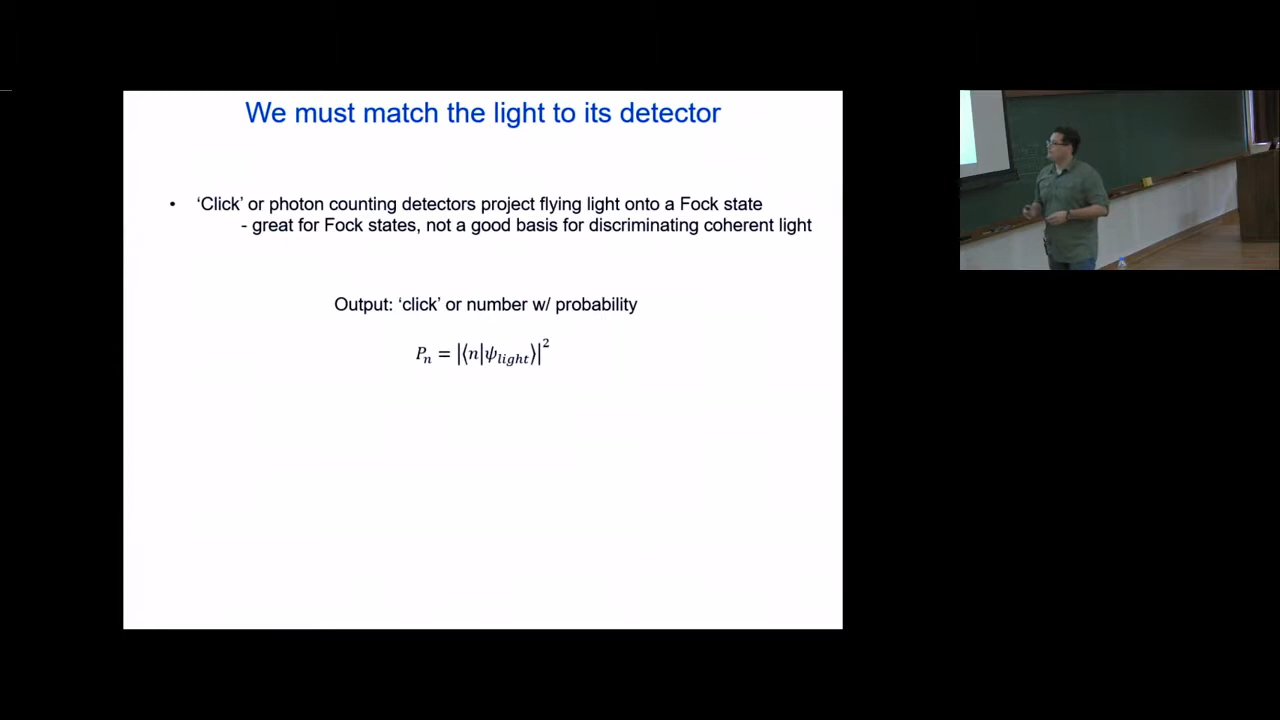 We must match the light to its detector
• ‘Click’ or photon counting detectors project flying light onto a Fock state
- great for Fock states, not a good basis for discriminating coherent light
Output: ‘click’ or number w/ probability
Pₙ = |⟨n|ψ_light⟩|²